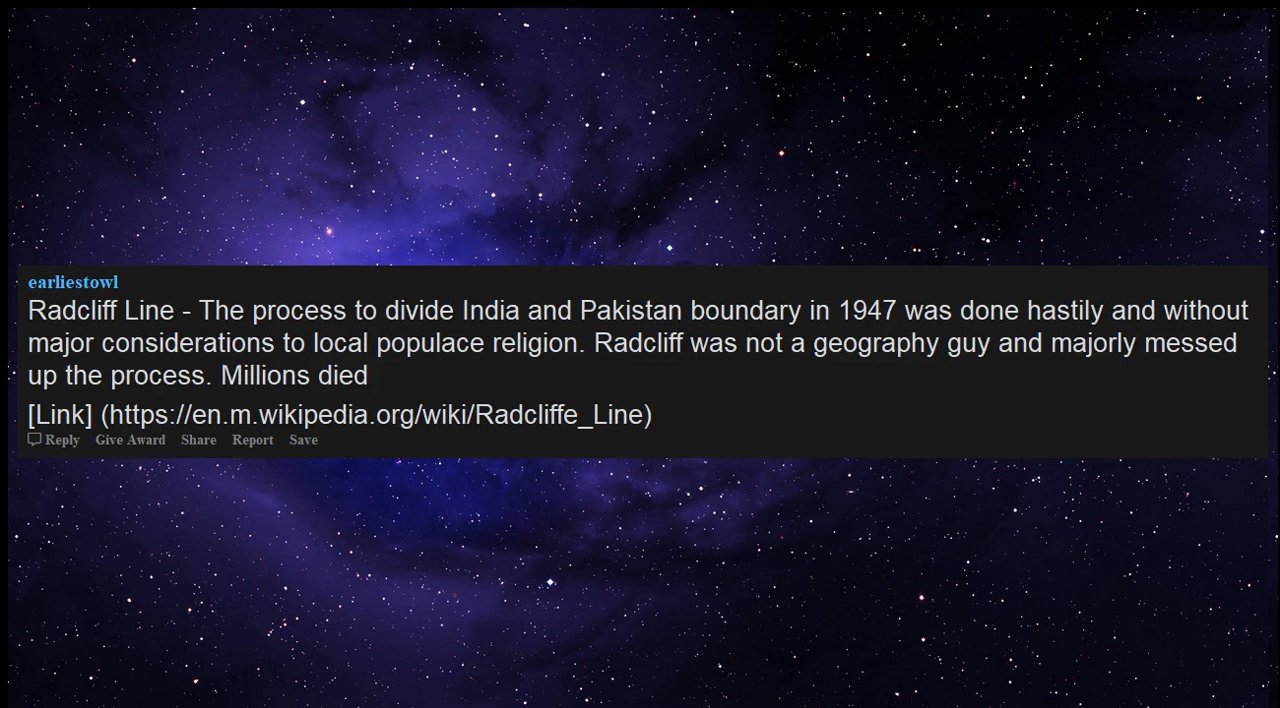 earliestowl
Radcliff Line - The process to divide India and Pakistan boundary in 1947 was done hastily and without
major considerations to local populace religion. Radcliff was not a geography guy and majorly messed
up the process. Millions died
[Link] (https://en.m.wikipedia.org/wiki/Radcliffe_Line)
Reply Give Award Share Report Save